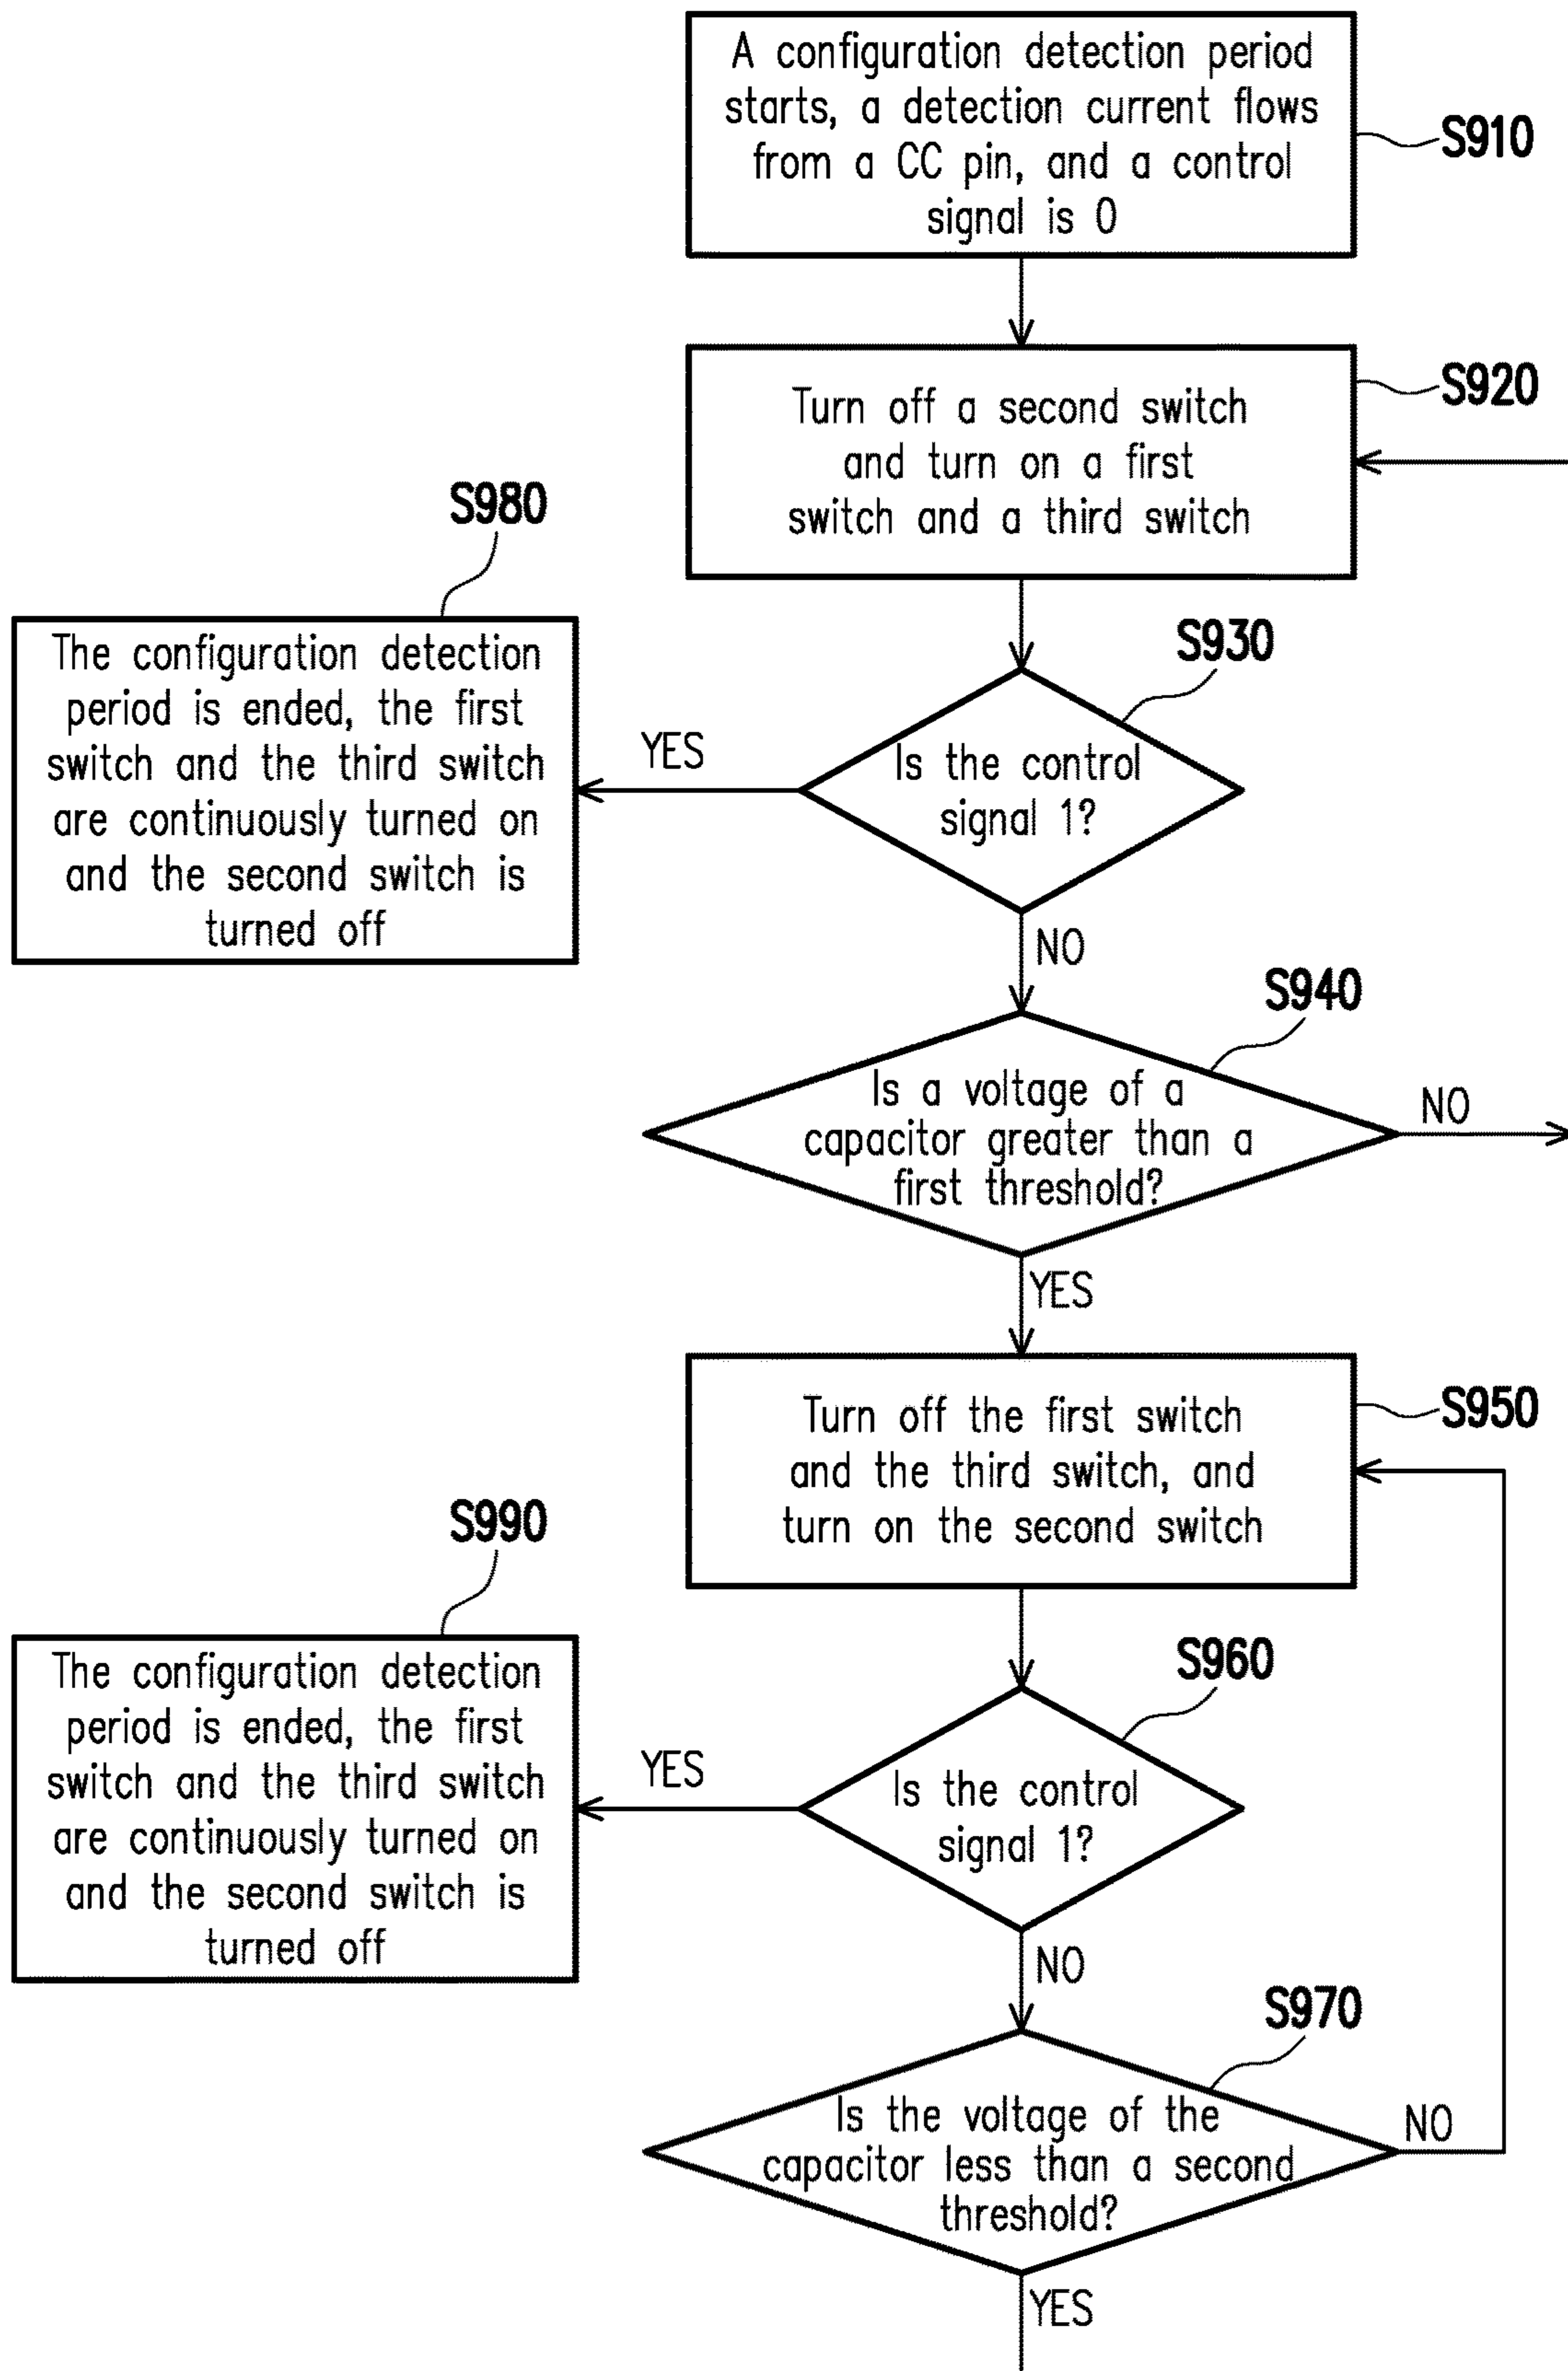 A configuration detection period
starts, a detection current flows
from a CC pin, and a control
signal is 0
S910
Turn off a second switch
and turn on a first
switch and a third switch
S920
S980
The configuration detection
period is ended, the first
switch and the third switch
are continuously turned on
and the second switch is
turned off
S930
YES
Is the control
signal 1?
NO
S940
Is a voltage of a
capacitor greater than a
first threshold?
NO
YES
Turn off the first switch
and the third switch, and
turn on the second switch
S950
S990
The configuration detection
period is ended, the first
switch and the third switch
are continuously turned on
and the second switch is
turned off
S960
YES
Is the control
signal 1?
NO
S970
Is the voltage of the
capacitor less than a second
threshold?
NO
YES